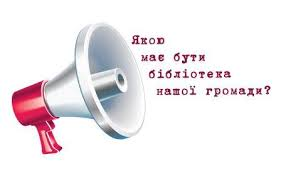 Якою
має бути
бібліотека
нашої громади?